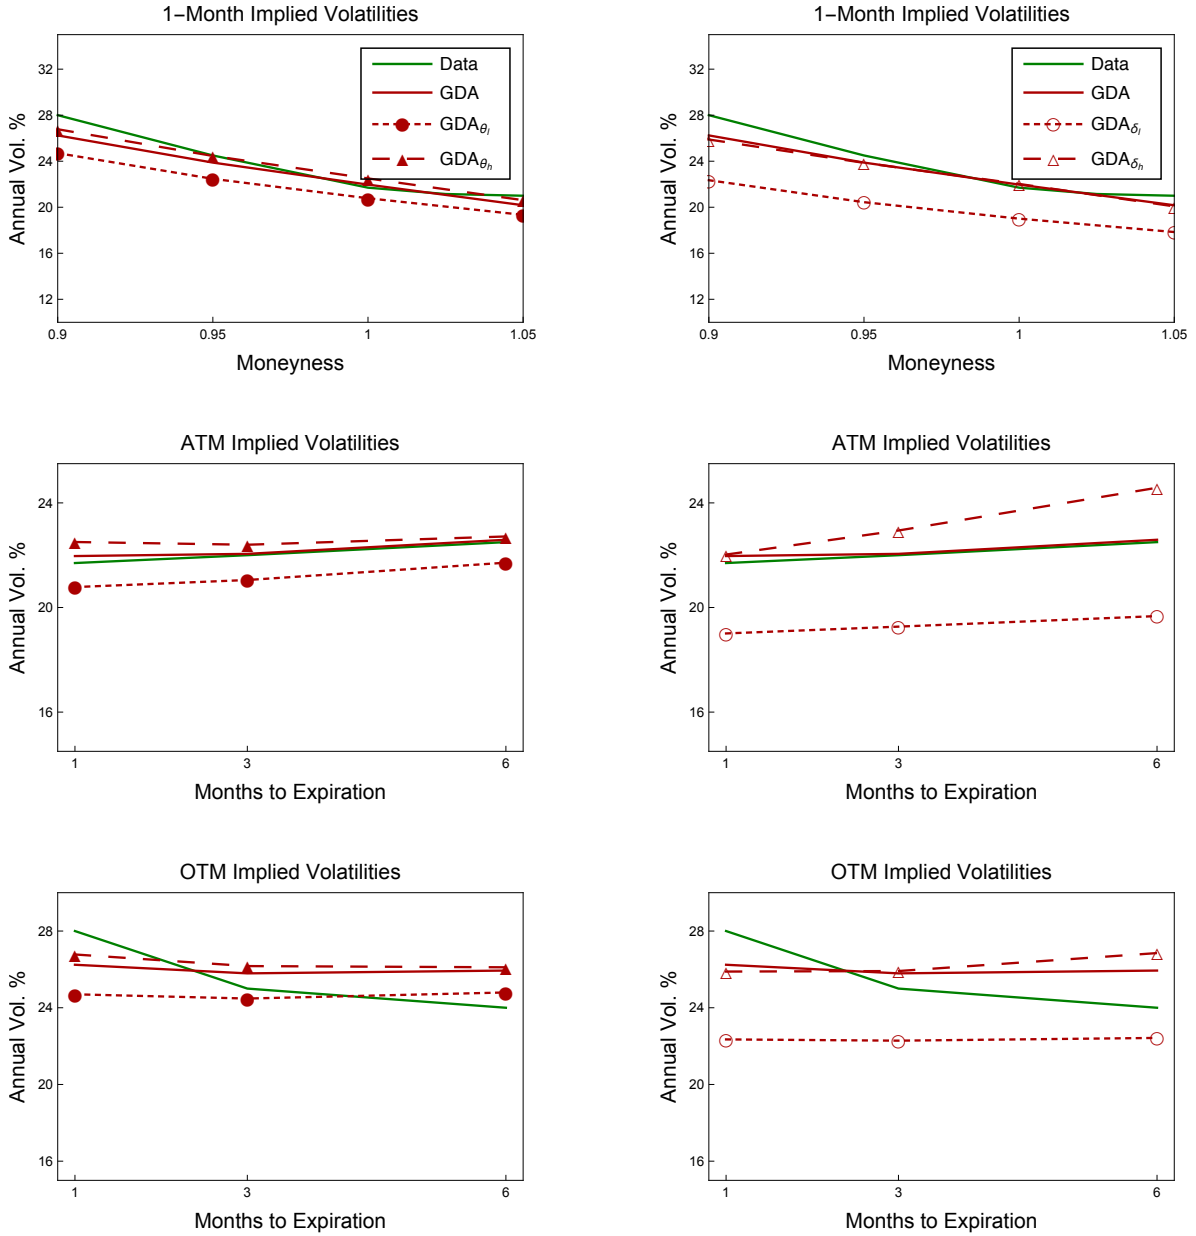 1−Month Implied Volatilities
Annual Vol. %
32
28
24
20
16
12
0.9
0.95
1
1.05
Moneyness
Data
GDA
GDAθl
GDAθh
1−Month Implied Volatilities
Annual Vol. %
32
28
24
20
16
12
0.9
0.95
1
1.05
Moneyness
Data
GDA
GDAδl
GDAδh
ATM Implied Volatilities
Annual Vol. %
24
20
16
1
3
6
Months to Expiration
ATM Implied Volatilities
Annual Vol. %
24
20
16
1
3
6
Months to Expiration
OTM Implied Volatilities
Annual Vol. %
28
24
20
16
1
3
6
Months to Expiration
OTM Implied Volatilities
Annual Vol. %
28
24
20
16
1
3
6
Months to Expiration